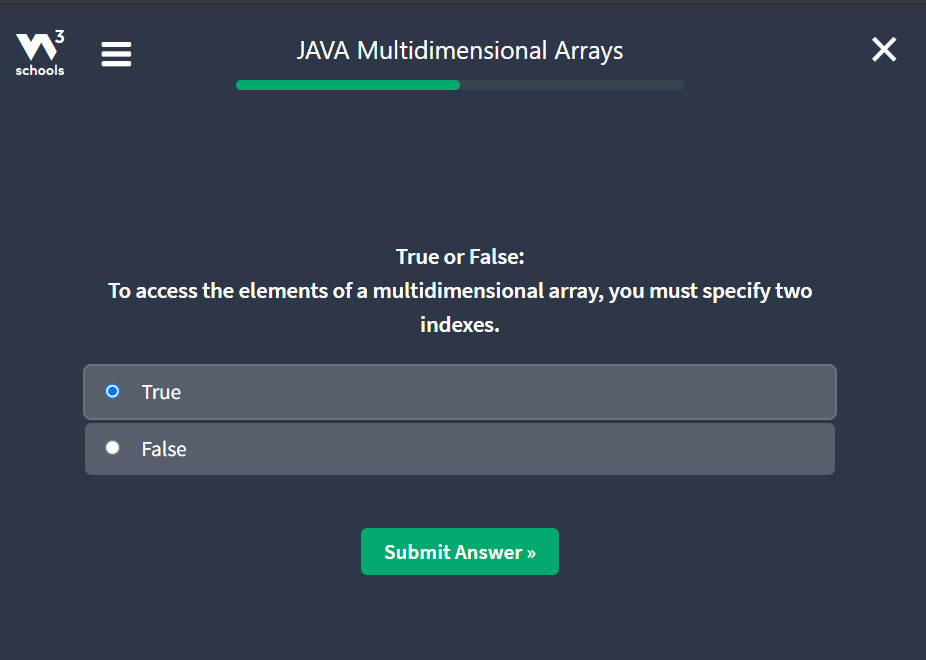 3
schools
JAVA Multidimensional Arrays
True or False:
To access the elements of a multidimensional array, you must specify two
indexes.
True
False
Submit Answer »